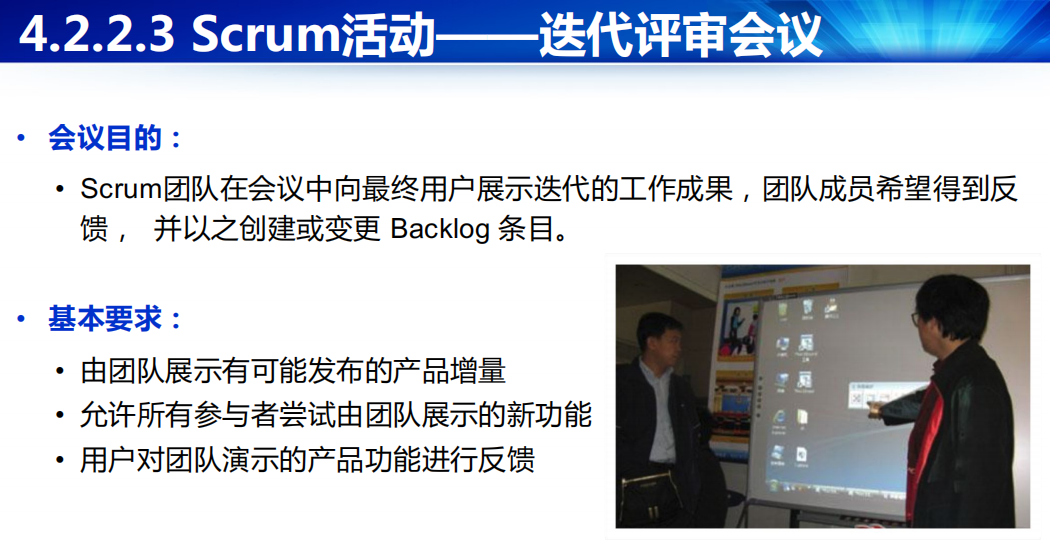 4.2.2.3 Scrum活动——迭代评审会议
• 会议目的：
• Scrum团队在会议中向最终用户展示迭代的工作成果，团队成员希望得到反
馈， 并以之创建或变更 Backlog 条目。
• 基本要求：
• 由团队展示有可能发布的产品增量
• 允许所有参与者尝试由团队展示的新功能
• 用户对团队演示的产品功能进行反馈